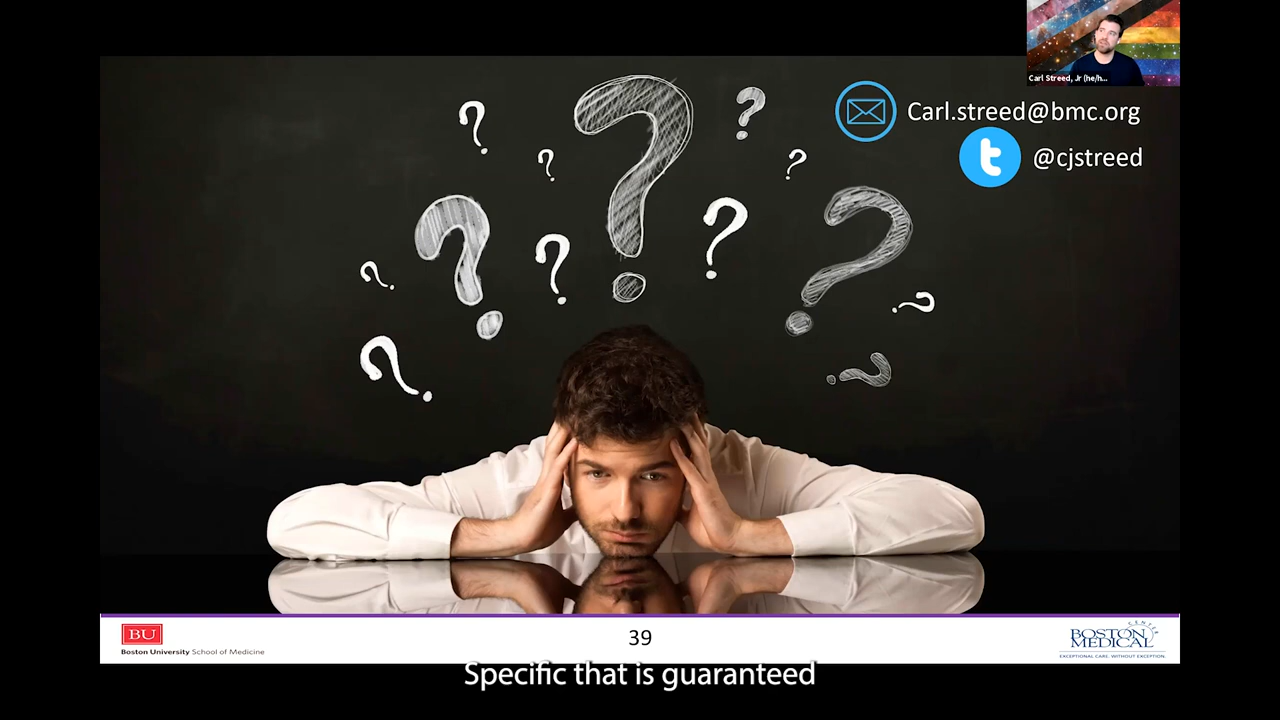 Carl Streed, Jr (he/h...
Carl.streed@bmc.org
@cjstreed
? ? ? ? ? ? ? ? ? ? ? ? ?
BU
Boston University School of Medicine
39
BOSTON
MEDICAL
CENTER
EXCEPTIONAL CARE. WITHOUT EXCEPTION.
Specific that is guaranteed